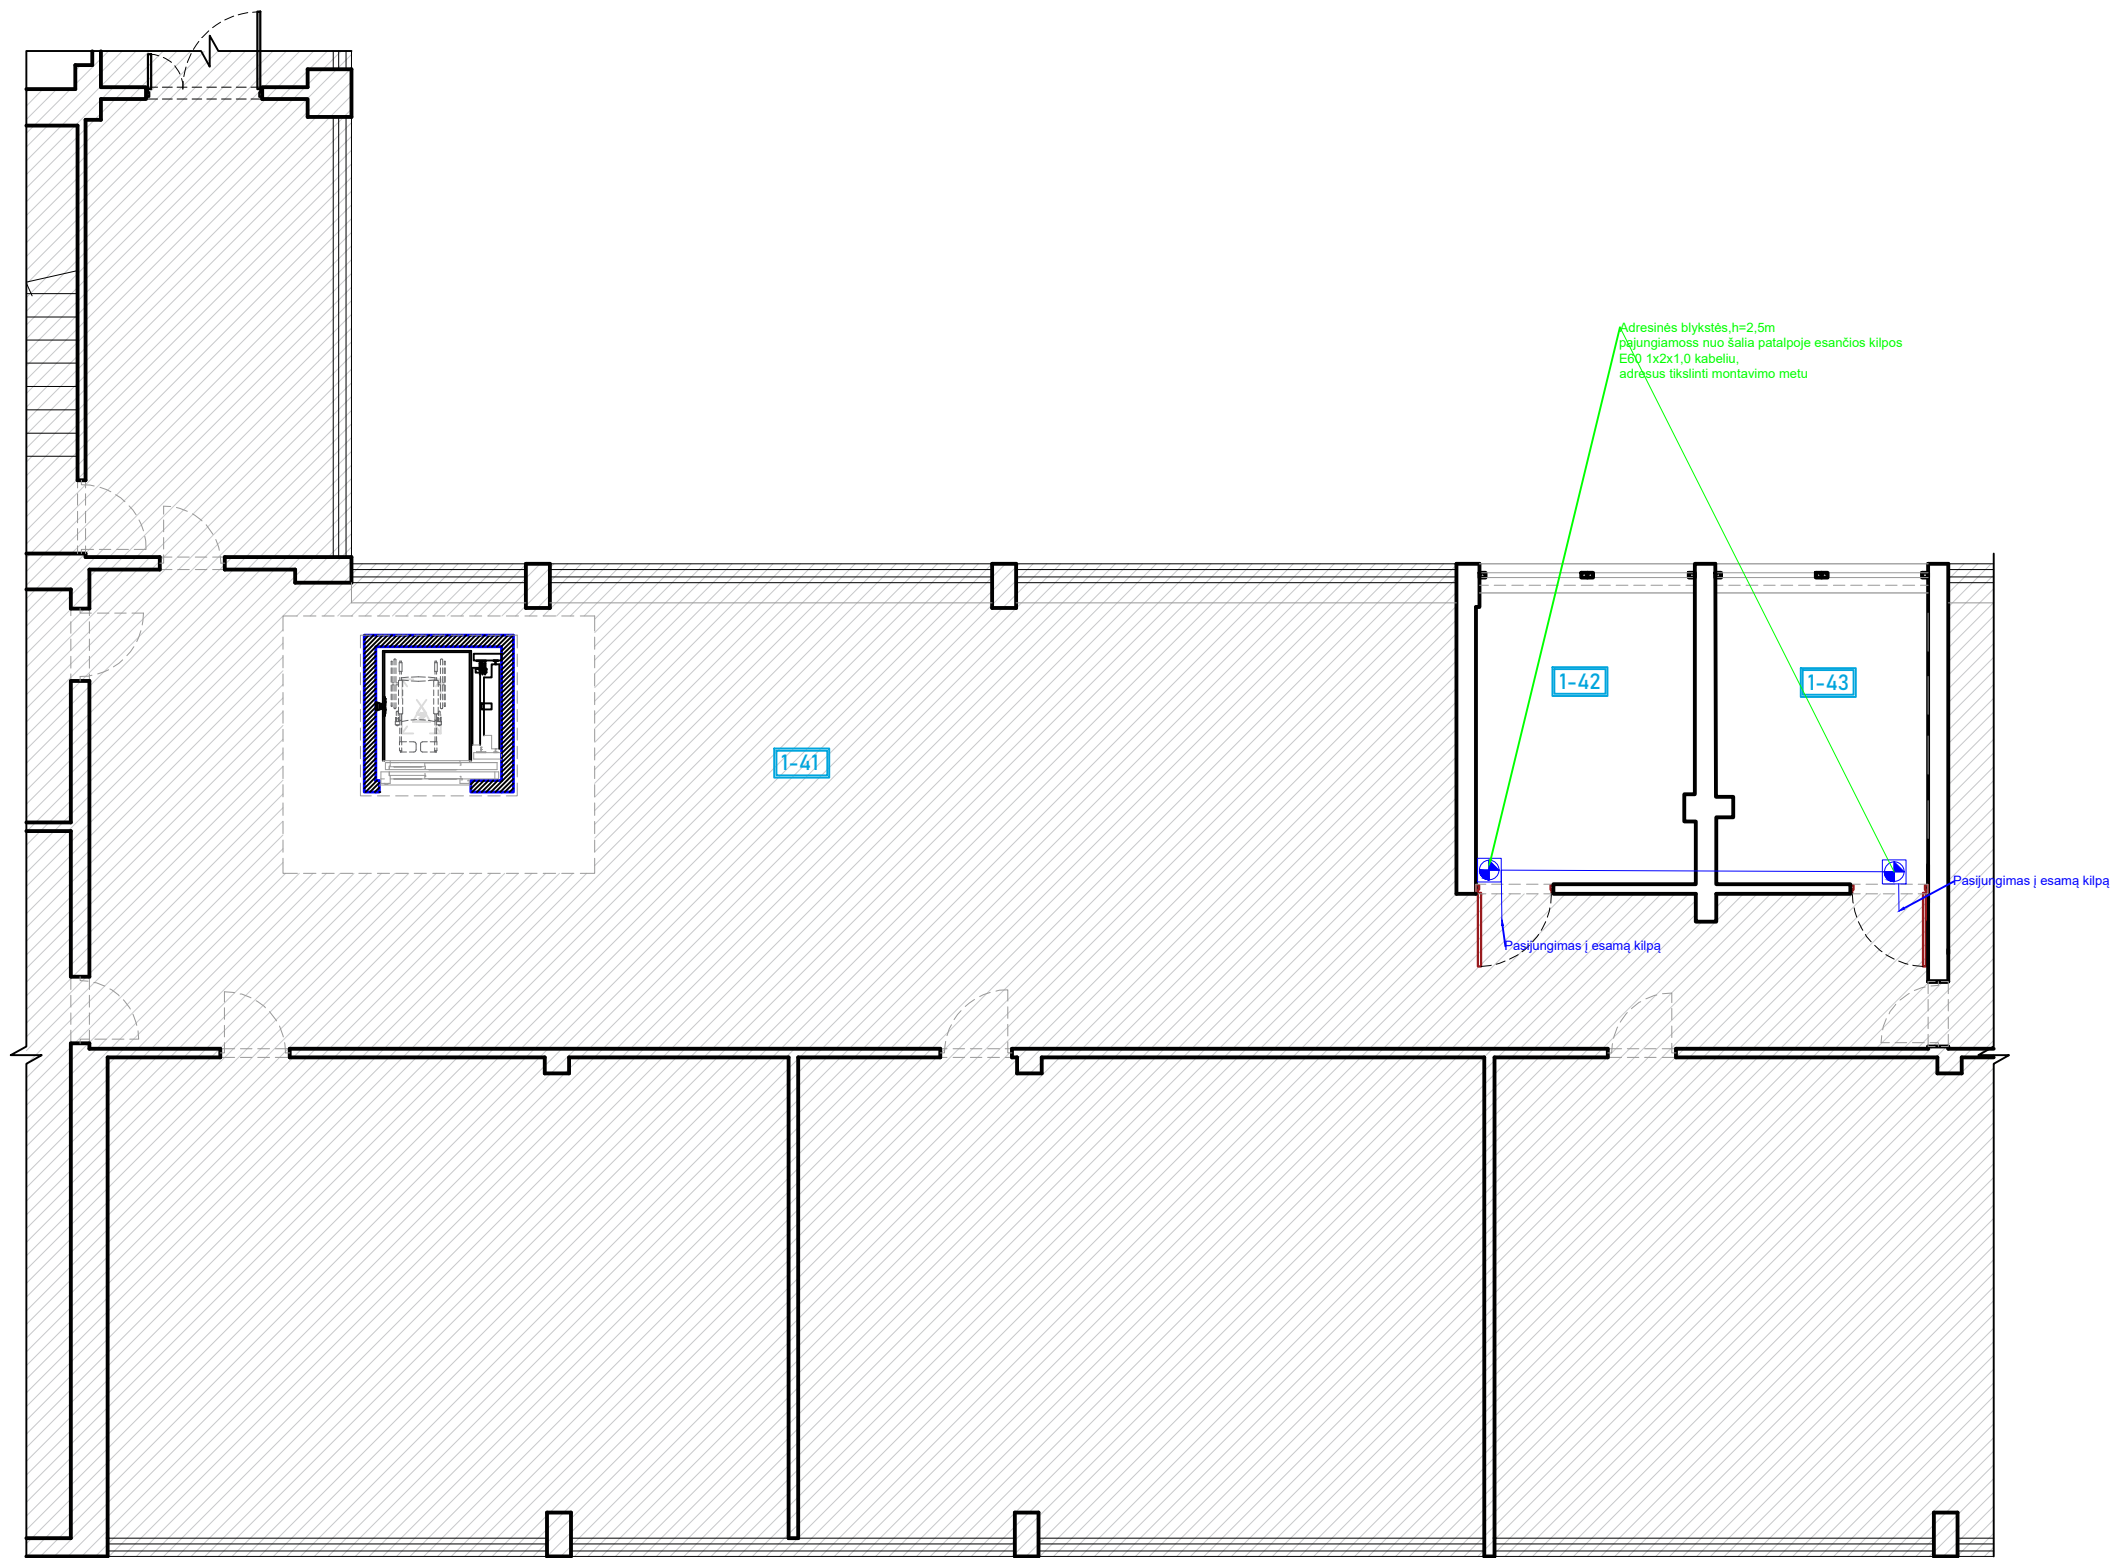 Adresinės blykstės,h=2,5m
pajungiamoss nuo šalia patalpoje esančios kilpos
E60 1x2x1,0 kabeliu,
adresus tikslinti montavimo metu
1-42
1-43
1-41
Pasijungimas į esamą kilpą
Pasijungimas į esamą kilpą